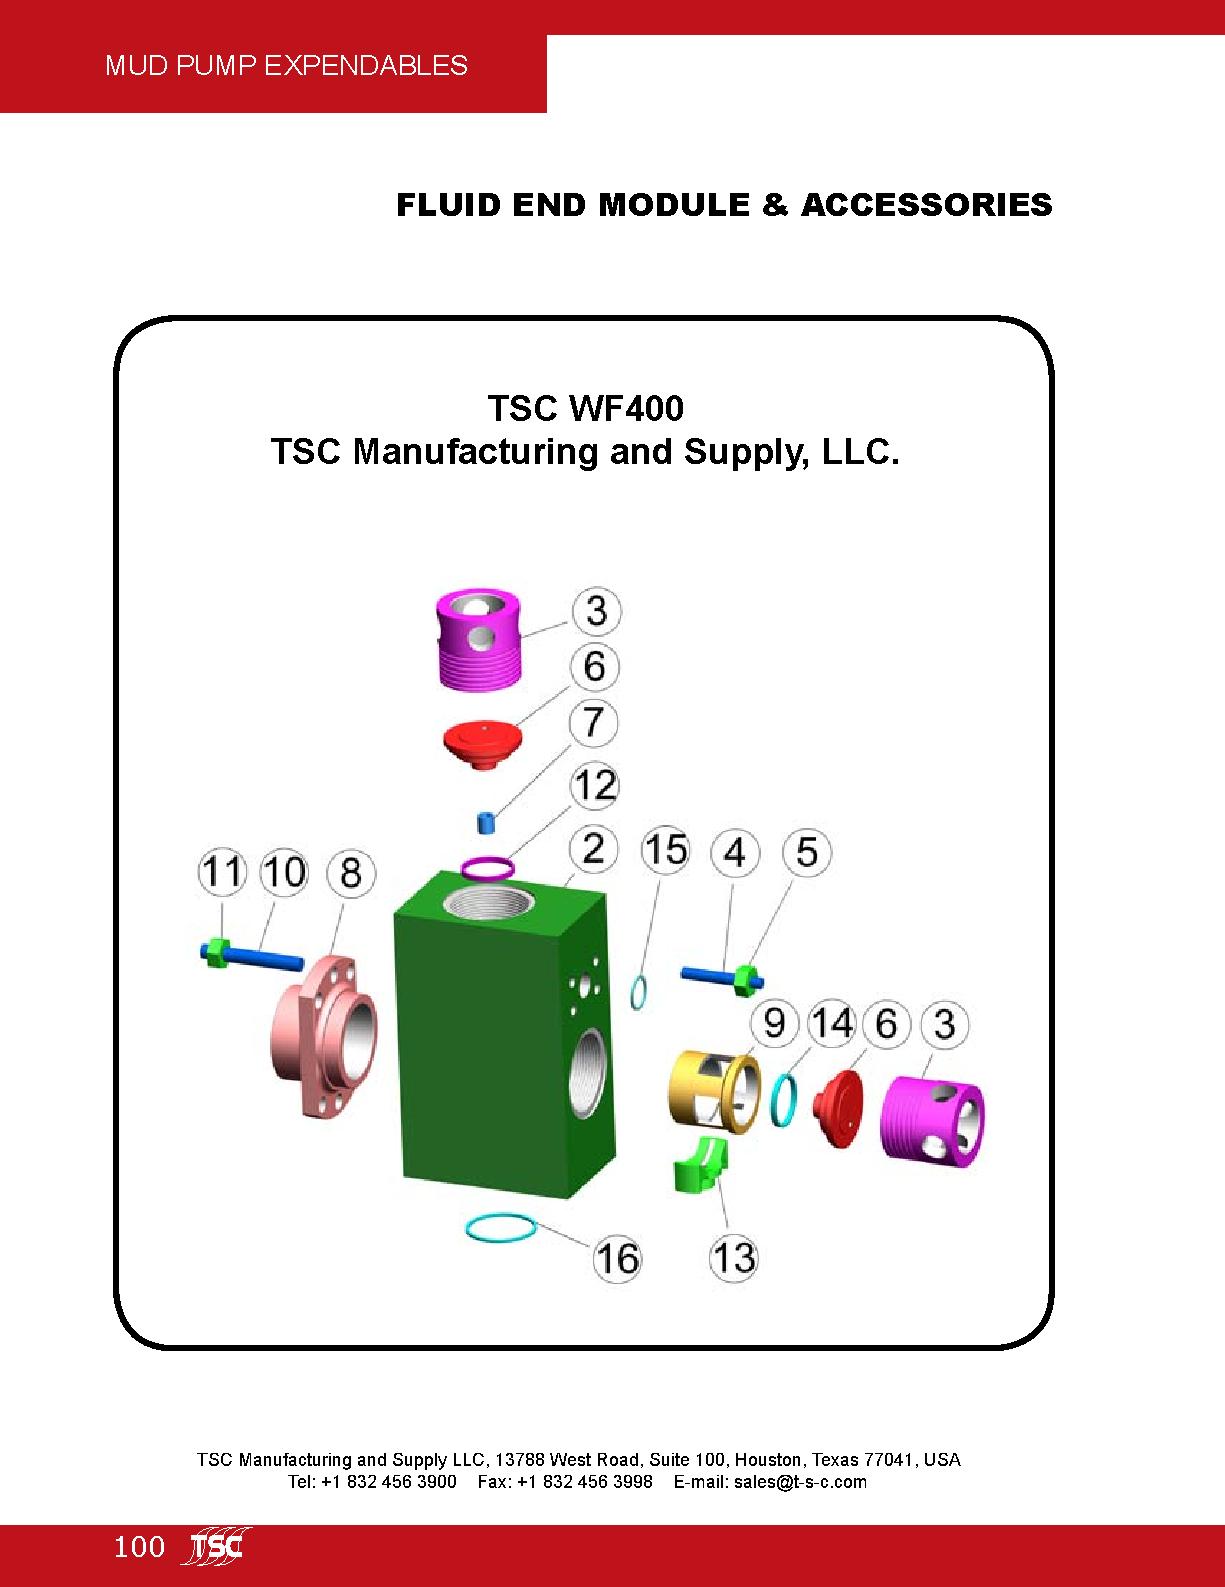 MUD PUMP EXPENDABLES
FLUID END MODULE & ACCESSORIES
TSC WF400
TSC Manufacturing and Supply, LLC.
3
6
7
12
2
15
4
5
11
10
8
9
14
6
3
16
13
TSC Manufacturing and Supply LLC, 13788 West Road, Suite 100, Houston, Texas 77041, USA
Tel: +1 832 456 3900 Fax: +1 832 456 3998 E-mail: sales@t-s-c.com
100 TSC